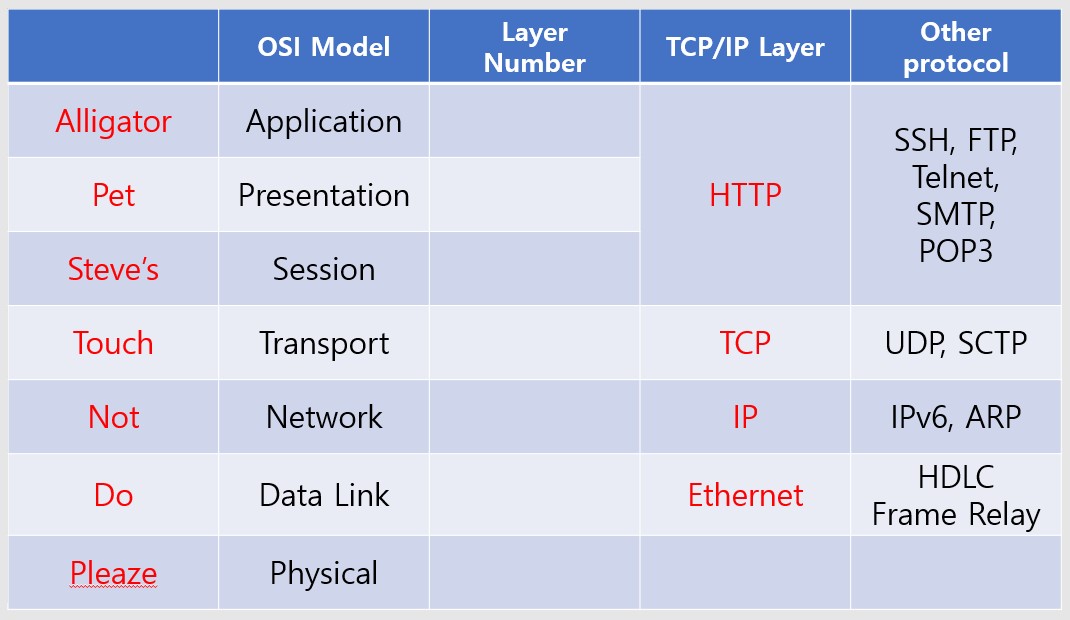 OSI Model
Layer
Number
TCP/IP Layer
Other
protocol
Alligator
Application
HTTP
SSH, FTP,
Telnet,
SMTP,
POP3
Pet
Presentation
Steve’s
Session
Touch
Transport
TCP
UDP, SCTP
Not
Network
IP
IPv6, ARP
Do
Data Link
Ethernet
HDLC
Frame Relay
Pleaze
Physical